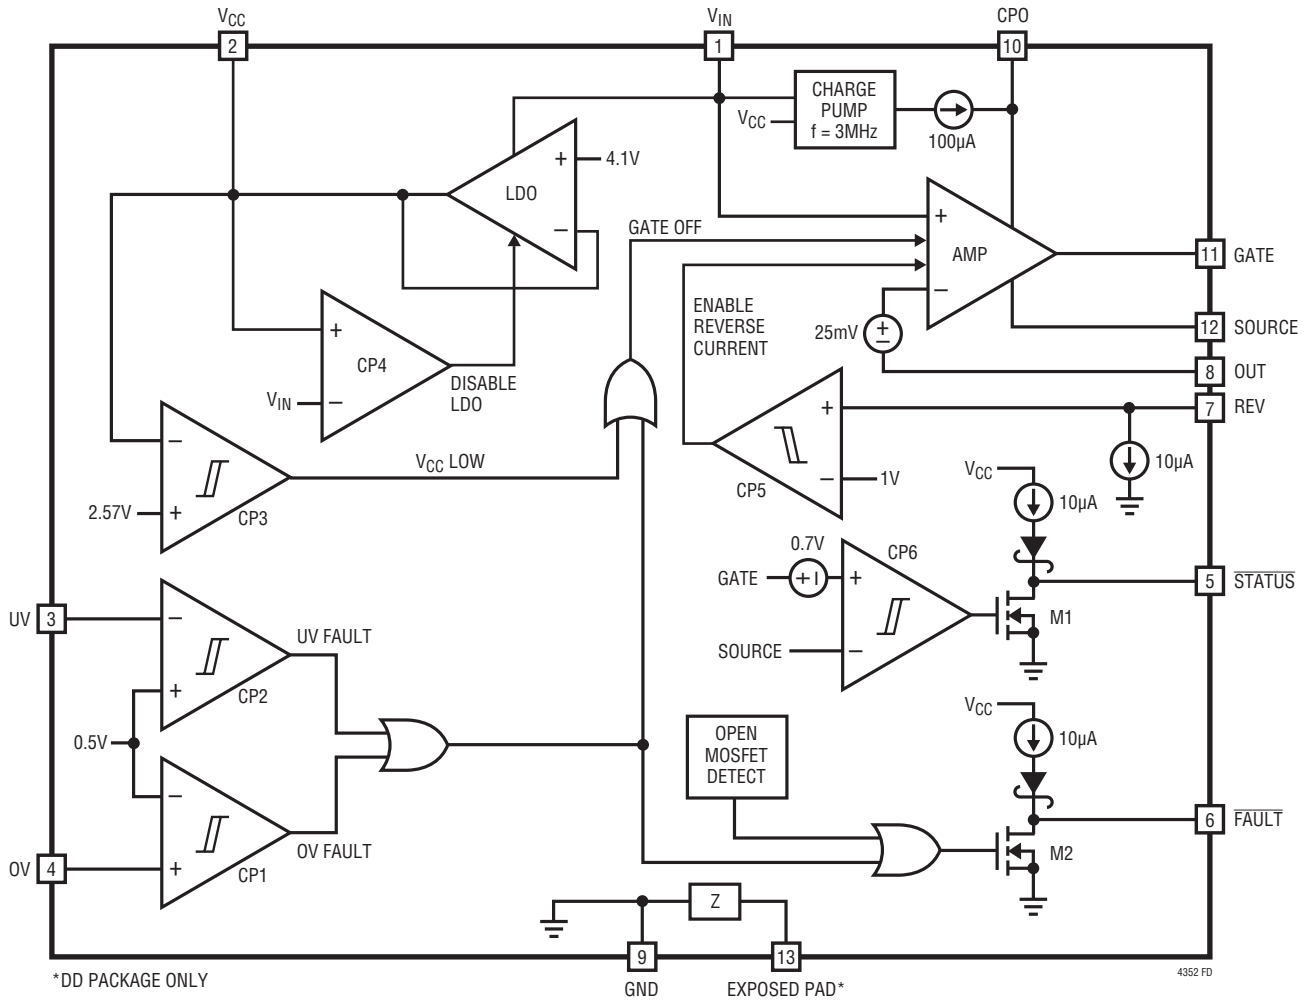 VCC
VIN
CPO
2
1
10
CHARGE
PUMP
f = 3MHz
VCC
100µA
+
4.1V
LDO
−
GATE OFF
+
AMP
−
11
GATE
ENABLE
REVERSE
CURRENT
25mV
+
−
12
SOURCE
8
OUT
7
REV
+
CP4
VIN
−
DISABLE
LDO
+
−
1V
CP5
10µA
−
2.57V
+
CP3
VCC LOW
VCC
10µA
0.7V
CP6
GATE
+ −
+
SOURCE
−
M1
5
STATUS
UV
3
−
+
CP2
UV FAULT
0.5V
−
+
CP1
OV FAULT
OV
4
OPEN
MOSFET
DETECT
VCC
10µA
M2
6
FAULT
Z
9
13
GND
EXPOSED PAD*
*DD PACKAGE ONLY
4352 FD